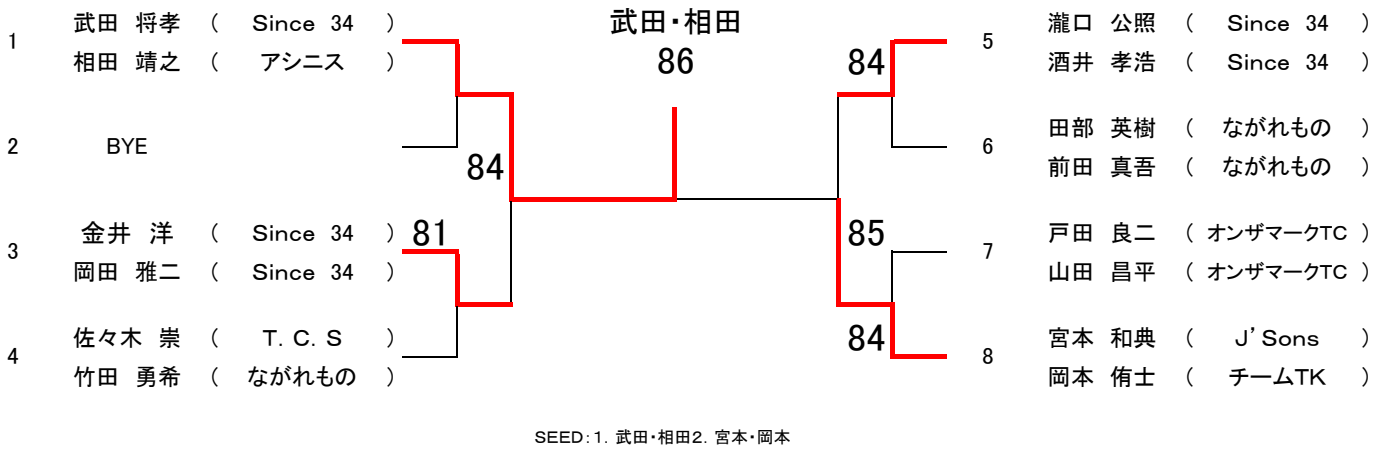 武田・相田
86
1
武田 将孝 ( Since 34 )
相田 靖之 ( アシニス )
2
BYE
84
3
金井 洋 ( Since 34 )
岡田 雅二 ( Since 34 )
81
4
佐々木 崇 ( T. C. S )
竹田 勇希 ( ながれもの )
84
5
瀧口 公照 ( Since 34 )
酒井 孝浩 ( Since 34 )
6
田部 英樹 ( ながれもの )
前田 真吾 ( ながれもの )
85
7
戸田 良二 ( オンザマークTC )
山田 昌平 ( オンザマークTC )
84
8
宮本 和典 ( J' Sons )
岡本 侑士 ( チームTK )
SEED:1. 武田・相田2. 宮本・岡本